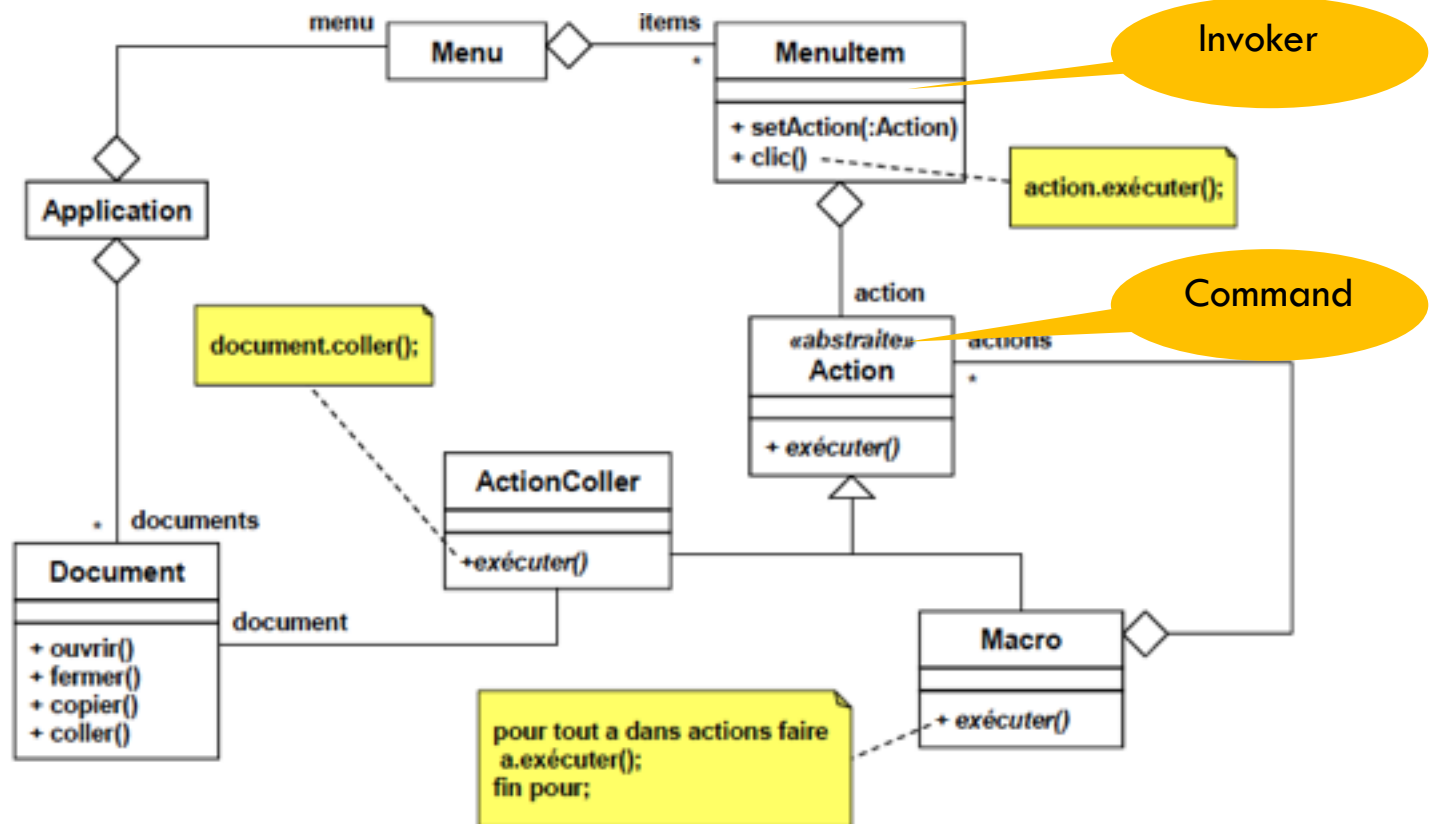 menu
Menu
items
*
MenuItem
+ setAction(:Action)
+ clic()
Invoker
action.exécuter();
Application
action
Command
document.coller();
«abstraite»
Action
+ exécuter()
actions
*
ActionColler
+exécuter()
* documents
Document
+ ouvrir()
+ fermer()
+ copier()
+ coller()
document
Macro
+ exécuter()
pour tout a dans actions faire
a.exécuter();
fin pour;